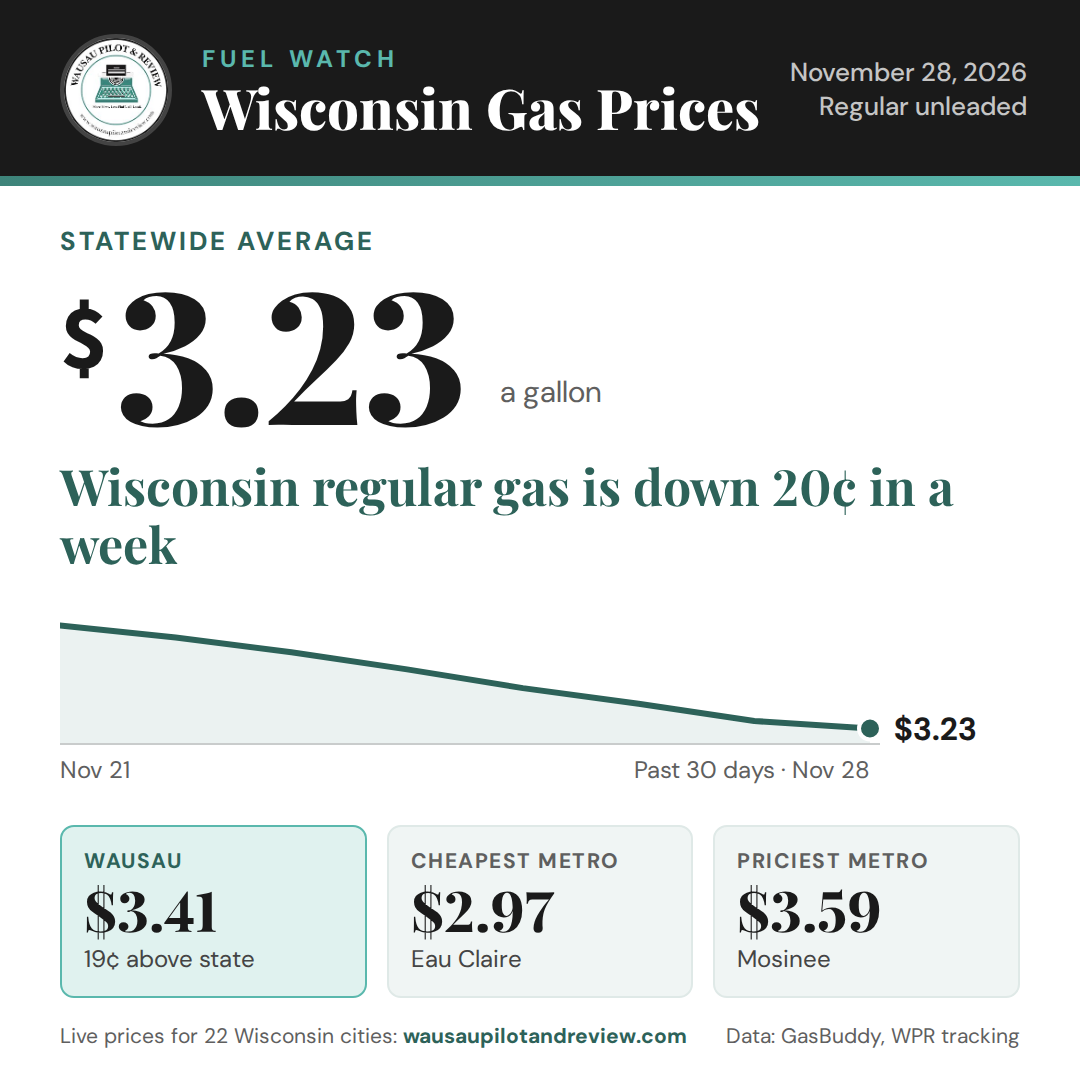 WAUSAU PILOT & REVIEW
FUEL WATCH
Wisconsin Gas Prices
November 28, 2026
Regular unleaded
STATEWIDE AVERAGE
$3.23 a gallon
Wisconsin regular gas is down 20¢ in a
week
$3.23
Nov 21
Past 30 days · Nov 28
WAUSAU
$3.41
19¢ above state
CHEAPEST METRO
$2.97
Eau Claire
PRICIEST METRO
$3.59
Mosinee
Live prices for 22 Wisconsin cities: wausaupilotandreview.com
Data: GasBuddy, WPR tracking